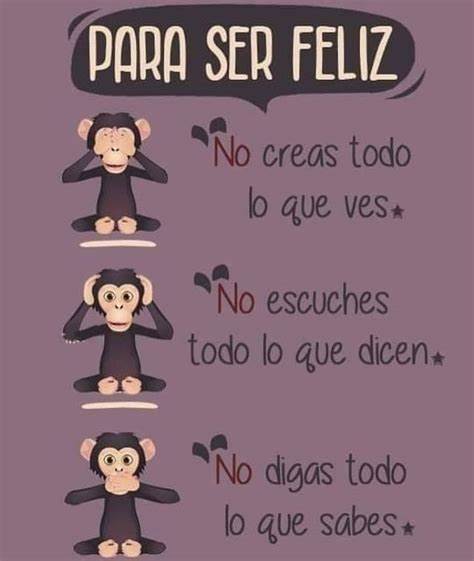 PARA SER FELIZ
No creas todo
lo que ves.
No escuches
todo lo que dicen.
No digas todo
lo que sabes.